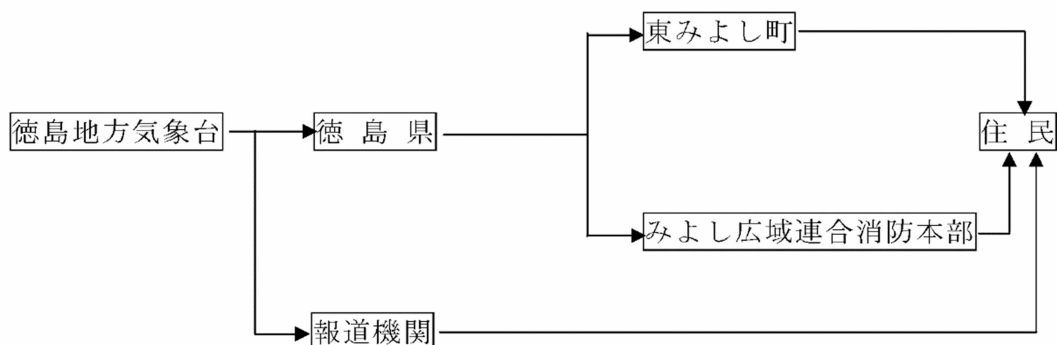 東みよし町
徳島地方気象台
徳島県
住民
みよし広域連合消防本部
報道機関